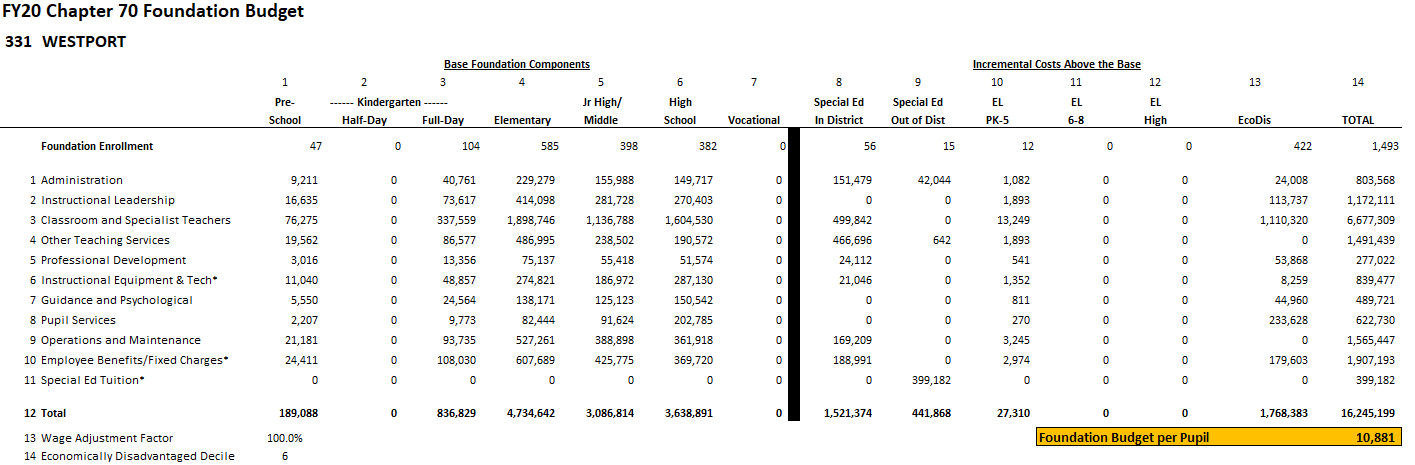 FY20 Chapter 70 Foundation Budget
331 WESTPORT
Base Foundation Components Incremental Costs Above the Base
1 2 3 4 5 6 7 8 9 10 11 12 13 14
Pre- ------ Kindergarten ------ Jr High/ High Special Ed Special Ed EL EL EL
School Half-Day Full-Day Elementary Middle School Vocational In District Out of Dist PK-5 6-8 High EcoDis TOTAL
Foundation Enrollment 47 0 104 585 398 382 0 56 15 12 0 0 422 1,493
1 Administration 9,211 0 40,761 229,279 155,988 149,717 0 151,479 42,044 1,082 0 0 24,008 803,568
2 Instructional Leadership 16,635 0 73,617 414,098 281,728 270,403 0 0 0 1,893 0 0 113,737 1,172,111
3 Classroom and Specialist Teachers 76,275 0 337,559 1,898,746 1,136,788 1,604,530 0 499,842 0 13,249 0 0 1,110,320 6,677,309
4 Other Teaching Services 19,562 0 86,577 486,995 238,502 190,572 0 466,696 642 1,893 0 0 0 1,491,439
5 Professional Development 3,016 0 13,356 75,137 55,418 51,574 0 24,112 0 541 0 0 53,868 277,022
6 Instructional Equipment & Tech* 11,040 0 48,857 274,821 186,972 287,130 0 21,046 0 1,352 0 0 8,259 839,477
7 Guidance and Psychological 5,550 0 24,564 138,171 125,123 150,542 0 0 0 811 0 0 44,960 489,721
8 Pupil Services 2,207 0 9,773 82,444 91,624 202,785 0 0 0 270 0 0 233,628 622,730
9 Operations and Maintenance 21,181 0 93,735 527,261 388,898 361,918 0 169,209 0 3,245 0 0 0 1,565,447
10 Employee Benefits/Fixed Charges* 24,411 0 108,030 607,689 425,775 369,720 0 188,991 0 2,974 0 0 179,603 1,907,193
11 Special Ed Tuition* 0 0 0 0 0 0 0 0 399,182 0 0 0 0 399,182
12 Total 189,088 0 836,829 4,734,642 3,086,814 3,638,891 0 1,521,374 441,868 27,310 0 0 1,768,383 16,245,199
13 Wage Adjustment Factor 100.0% Foundation Budget per Pupil 10,881
14 Economically Disadvantaged Decile 6